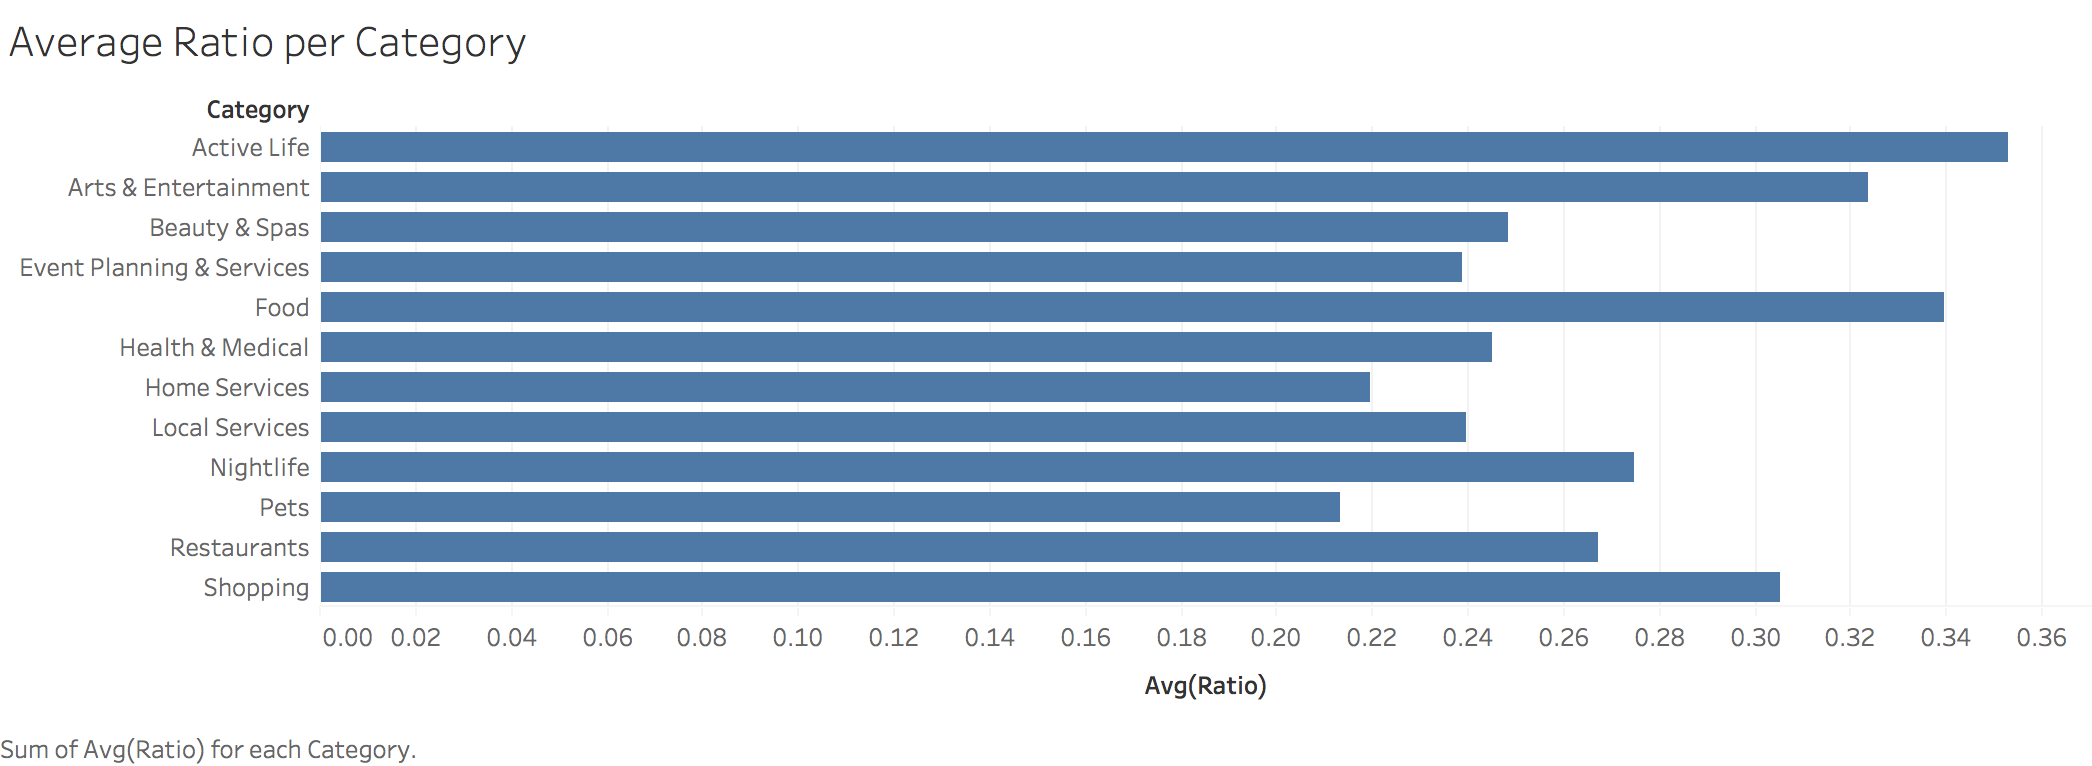 Average Ratio per Category
Category
Active Life
Arts & Entertainment
Beauty & Spas
Event Planning & Services
Food
Health & Medical
Home Services
Local Services
Nightlife
Pets
Restaurants
Shopping
0.00 0.02 0.04 0.06 0.08 0.10 0.12 0.14 0.16 0.18 0.20 0.22 0.24 0.26 0.28 0.30 0.32 0.34 0.36
Avg(Ratio)
Sum of Avg(Ratio) for each Category.